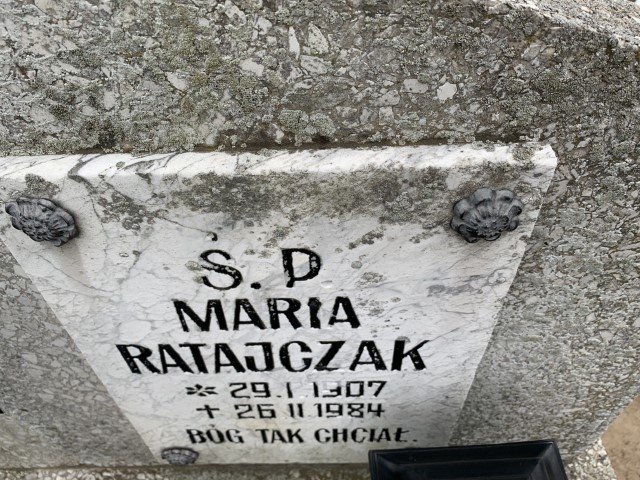 Ś.P
MARIA
RATAJCZAK
* 29.I.1907
+ 26 II 1984
BÓG TAK CHCIAŁ.